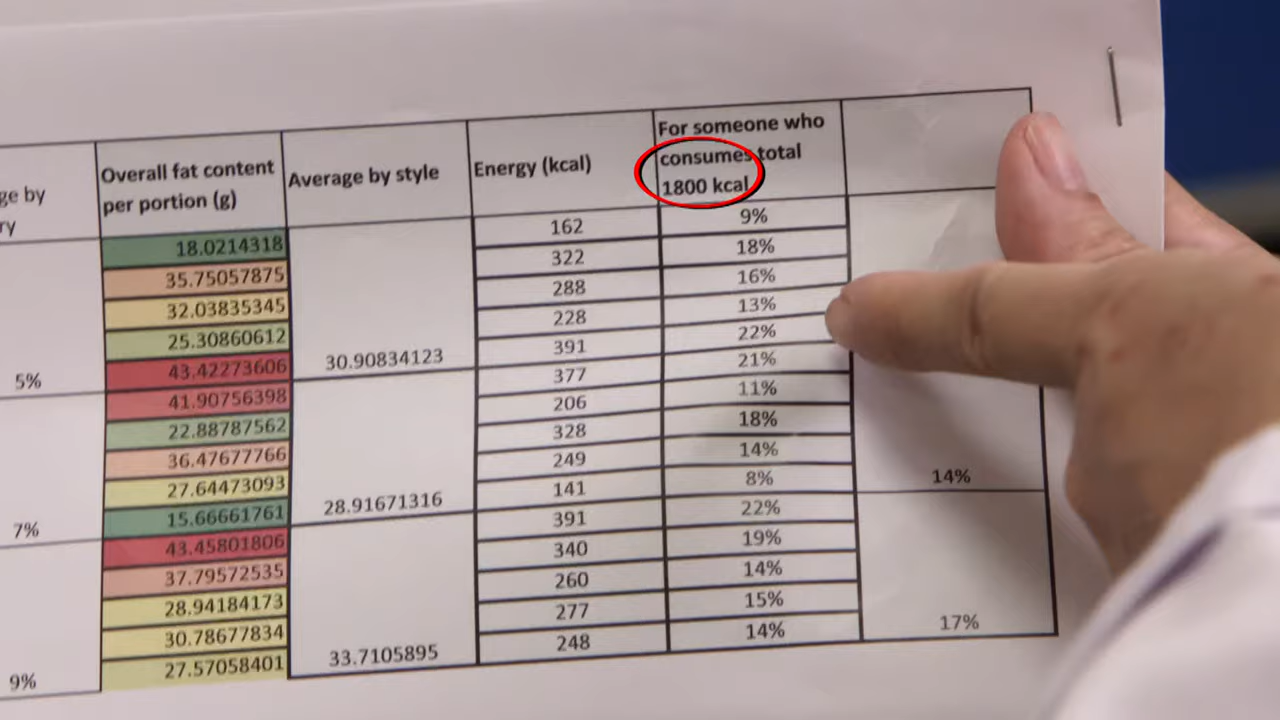 ge by
ry
Overall fat content
per portion (g)
Average by style
Energy (kcal)
For someone who
consumes total
1800 kcal
18.0214318 162 9%
35.75057875 322 18%
32.03835345 288 16%
25.30860612 228 13%
5% 43.42273606 30.90834123 391 22%
41.90756398 377 21%
22.88787562 206 11%
36.47677766 328 18%
27.64473093 249 14% 14%
7% 15.66661761 28.91671316 141 8%
43.45801806 391 22%
37.79572535 340 19%
28.94184173 260 14%
30.78677834 277 15%
9% 27.57058401 33.7105895 248 14% 17%